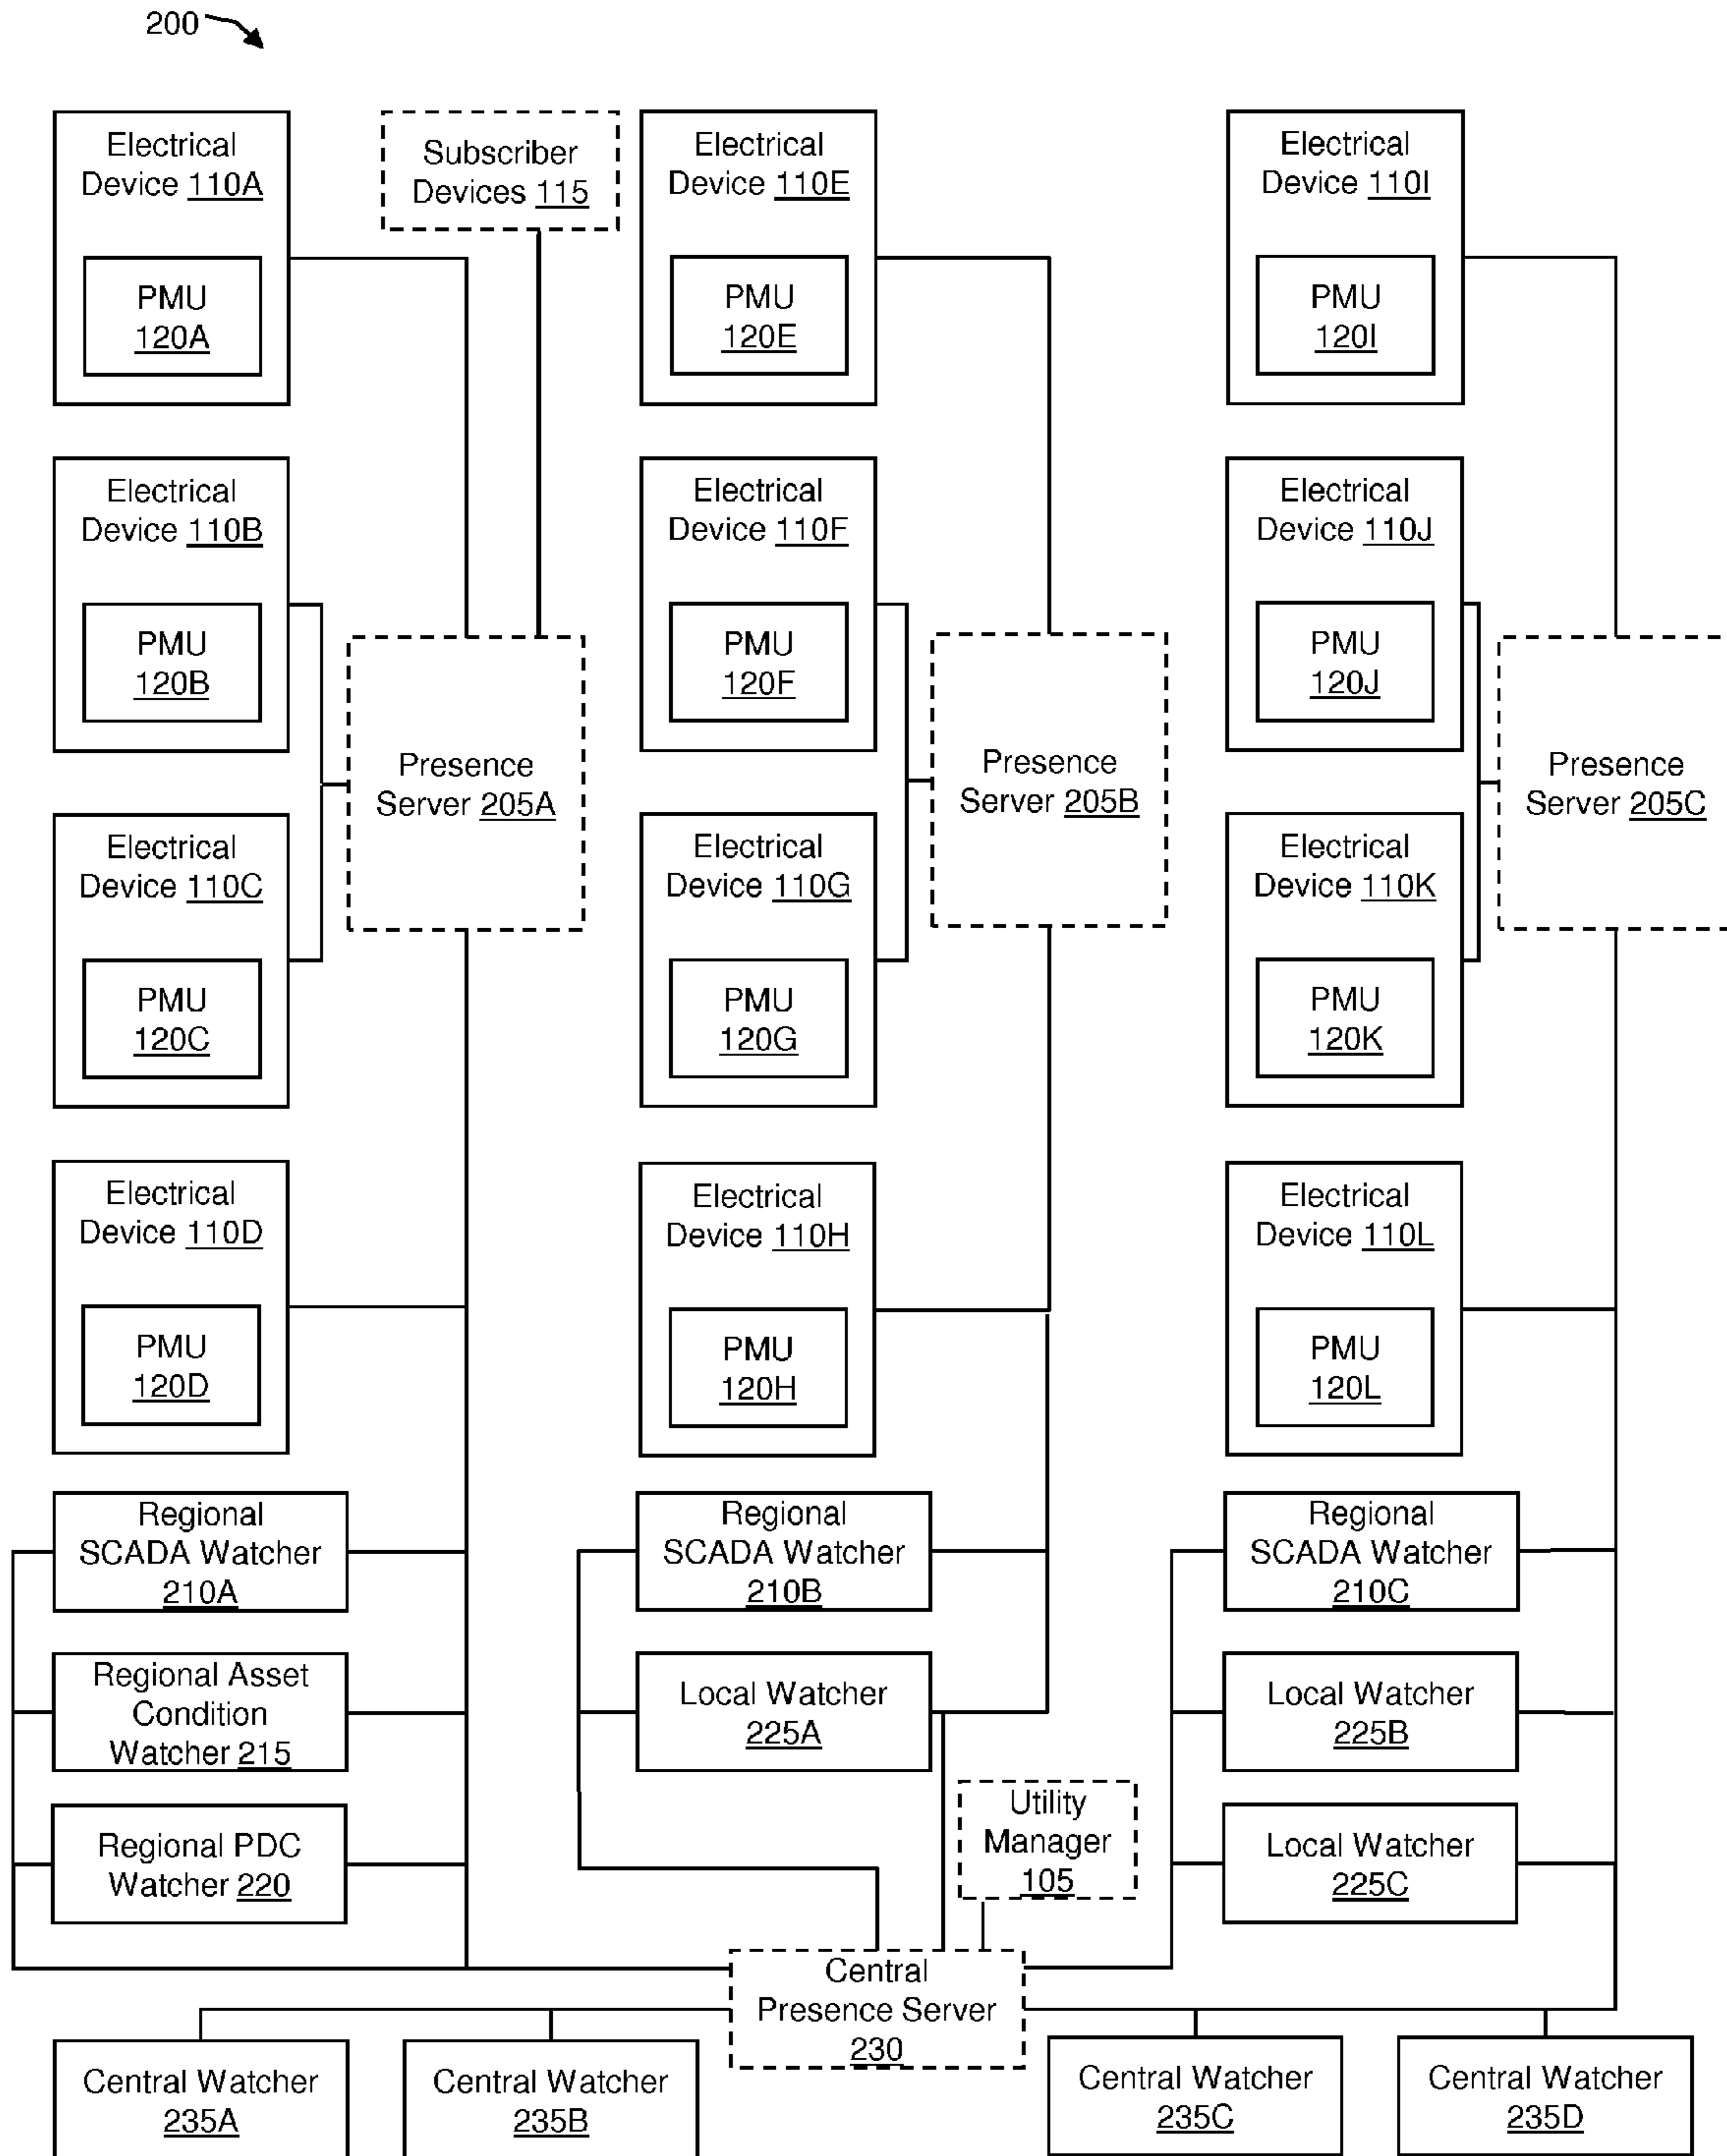 200
Electrical
Device 110A
PMU
120A
Subscriber
Devices 115
Electrical
Device 110E
PMU
120E
Electrical
Device 110I
PMU
120I
Electrical
Device 110B
PMU
120B
Electrical
Device 110F
PMU
120F
Electrical
Device 110J
PMU
120J
Presence
Server 205A
Presence
Server 205B
Presence
Server 205C
Electrical
Device 110C
PMU
120C
Electrical
Device 110G
PMU
120G
Electrical
Device 110K
PMU
120K
Electrical
Device 110D
PMU
120D
Electrical
Device 110H
PMU
120H
Electrical
Device 110L
PMU
120L
Regional
SCADA Watcher
210A
Regional
SCADA Watcher
210B
Regional
SCADA Watcher
210C
Regional Asset
Condition
Watcher 215
Local Watcher
225A
Local Watcher
225B
Regional PDC
Watcher 220
Utility
Manager
105
Local Watcher
225C
Central
Presence Server
230
Central Watcher
235A
Central Watcher
235B
Central Watcher
235C
Central Watcher
235D